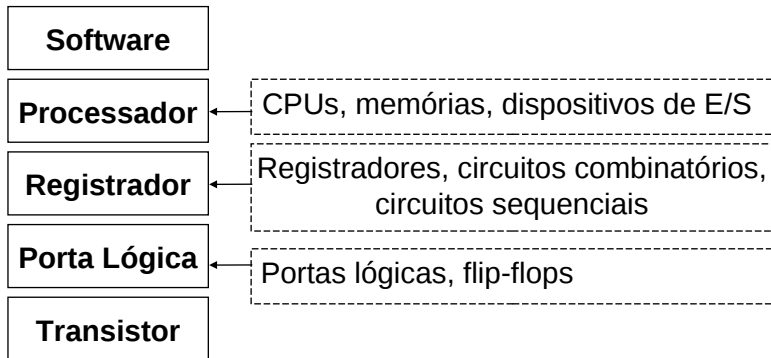 Software
Processador
CPUs, memórias, dispositivos de E/S
Registrador
Registradores, circuitos combinatórios,
circuitos sequenciais
Porta Lógica
Portas lógicas, flip-flops
Transistor